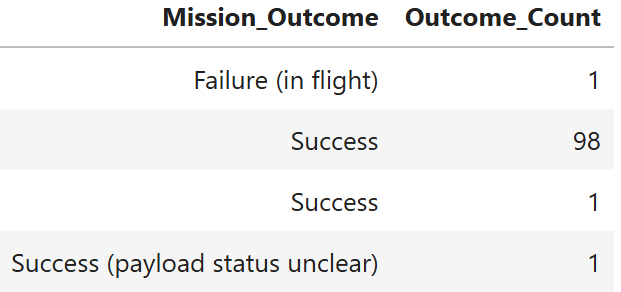 Mission_Outcome Outcome_Count
Failure (in flight) 1
Success 98
Success 1
Success (payload status unclear) 1